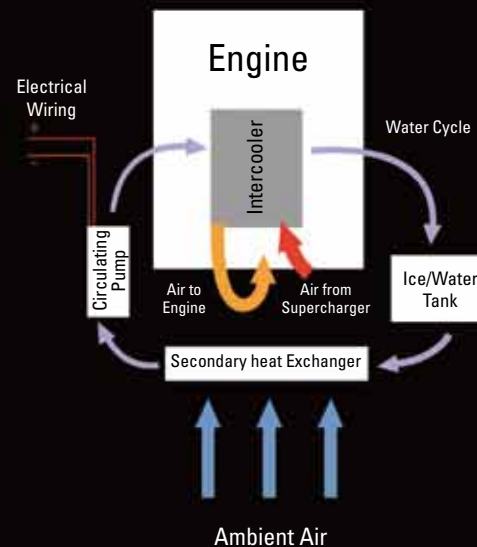 Engine
Electrical
Wiring
Intercooler
Water Cycle
Circulating
Pump
Air to
Engine
Air from
Supercharger
Ice/Water
Tank
Secondary heat Exchanger
Ambient Air